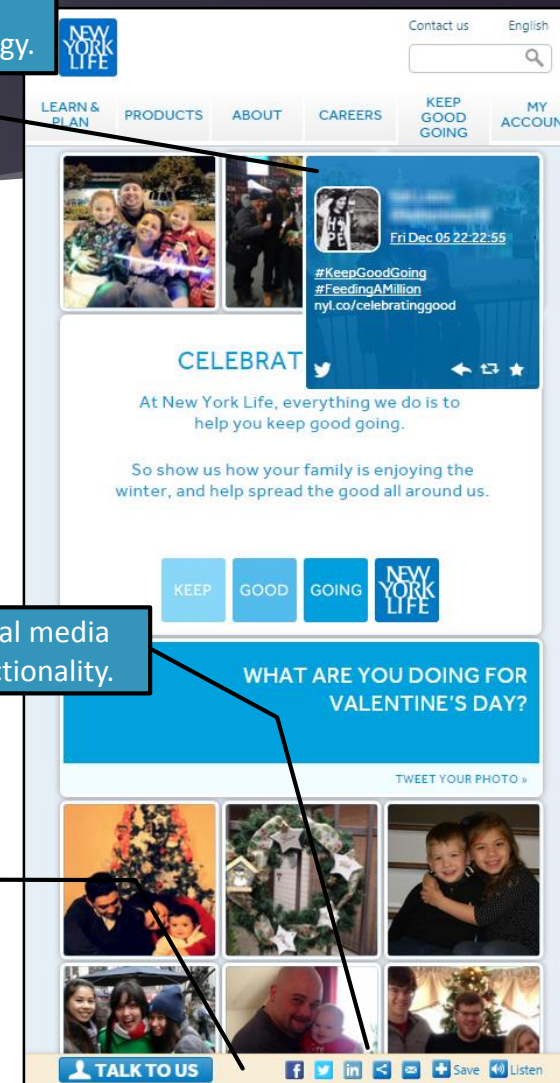 gy.
NEW
YORK
LIFE
Contact us English
LEARN &
PLAN
PRODUCTS
ABOUT
CAREERS
KEEP
GOOD
GOING
MY
ACCOUN
HOPE
Fri Dec 05 22:22:55
#KeepGoodGoing
#FeedingAMillion
nyl.co/celebratinggood
CELEBRAT
At New York Life, everything we do is to
help you keep good going.
So show us how your family is enjoying the
winter, and help spread the good all around us.
KEEP GOOD GOING
NEW
YORK
LIFE
al media
ctionality.
WHAT ARE YOU DOING FOR
VALENTINE'S DAY?
TWEET YOUR PHOTO »
TALK TO US
Save Listen